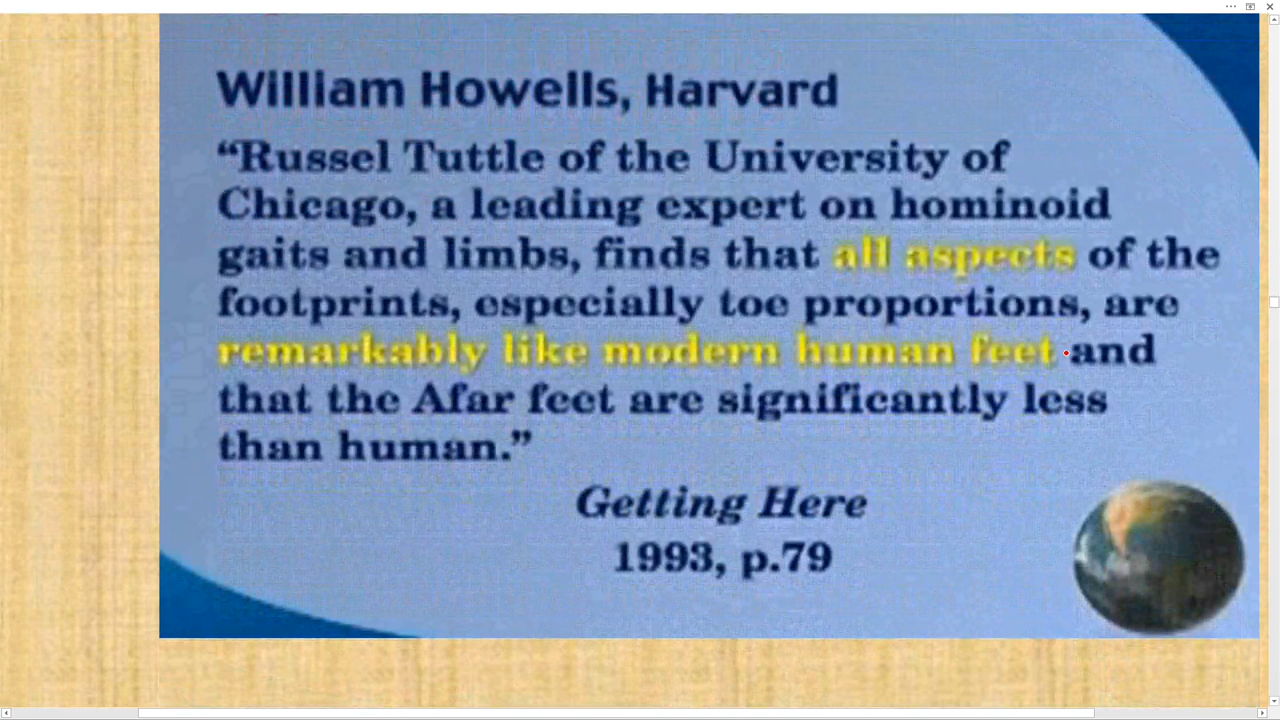 William Howells, Harvard
“Russel Tuttle of the University of
Chicago, a leading expert on hominoid
gaits and limbs, finds that all aspects of the
footprints, especially toe proportions, are
remarkably like modern human feet and
that the Afar feet are significantly less
than human.”
Getting Here
1993, p.79